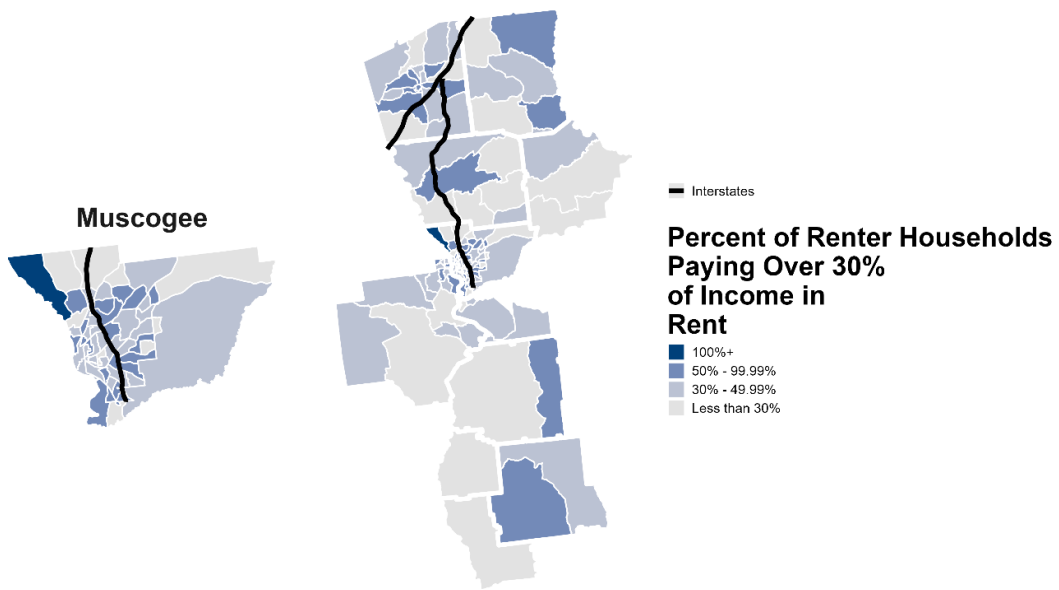 Muscogee
Interstates
Percent of Renter Households
Paying Over 30%
of Income in
Rent
100%+
50% - 99.99%
30% - 49.99%
Less than 30%